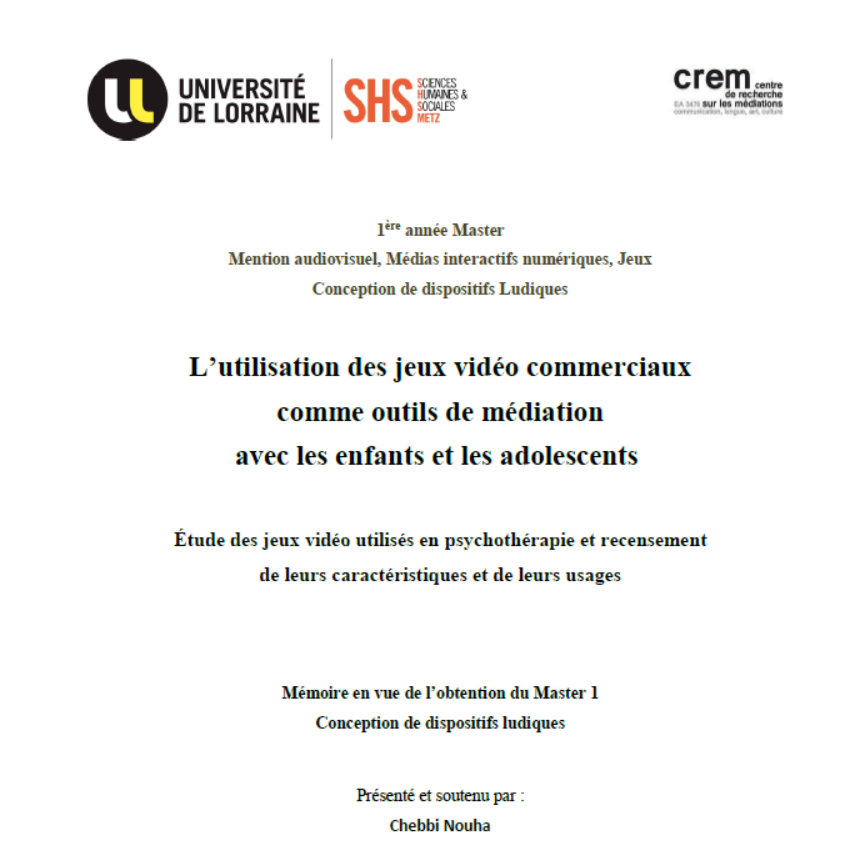 UNIVERSITÉ
DE LORRAINE
SHS SCIENCES
HUMAINES &
SOCIALES
METZ
crem centre
de recherche
EA 3476 sur les médiations
communication, langue, art, culture
1ère année Master
Mention audiovisuel, Médias interactifs numériques, Jeux
Conception de dispositifs Ludiques
L’utilisation des jeux vidéo commerciaux
comme outils de médiation
avec les enfants et les adolescents
Étude des jeux vidéo utilisés en psychothérapie et recensement
de leurs caractéristiques et de leurs usages
Mémoire en vue de l’obtention du Master 1
Conception de dispositifs ludiques
Présenté et soutenu par :
Chebbi Nouha